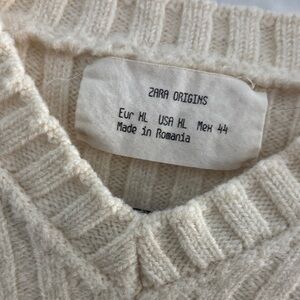 ZARA ORIGINS
Eur XL USA XL Mex 44
Made in Romania